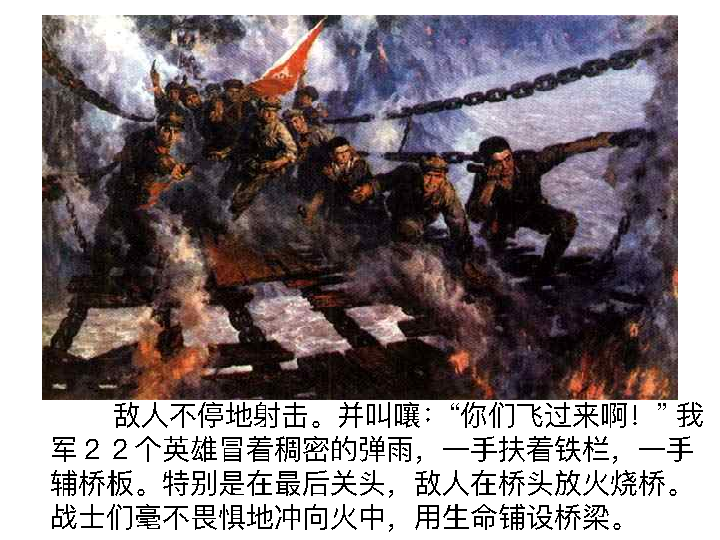 敌人不停地射击。并叫嚷：“你们飞过来啊！”我
军２２个英雄冒着稠密的弹雨，一手扶着铁栏，一手
辅桥板。特别是在最后关头，敌人在桥头放火烧桥。
战士们毫不畏惧地冲向火中，用生命铺设桥梁。